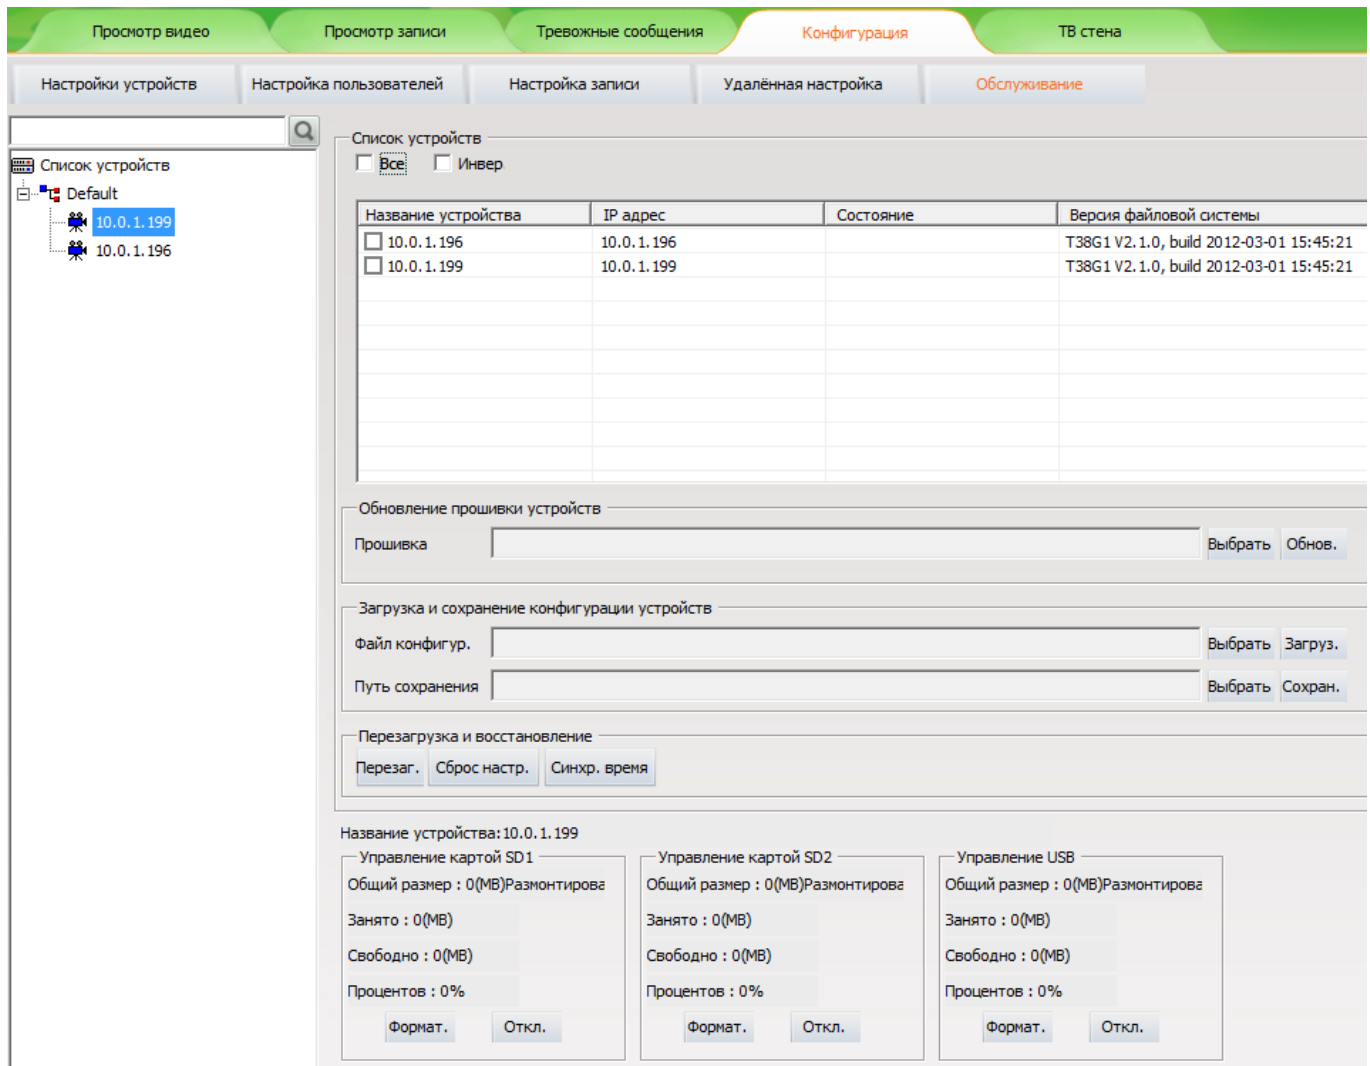 Просмотр видео Просмотр записи Тревожные сообщения Конфигурация ТВ стена
Настройки устройств Настройка пользователей Настройка записи Удалённая настройка Обслуживание
Список устройств
Default
10.0.1.199
10.0.1.196
Список устройств
Все Инвер.
Название устройства IP адрес Состояние Версия файловой системы
10.0.1.196 10.0.1.196 T38G1 V2.1.0, build 2012-03-01 15:45:21
10.0.1.199 10.0.1.199 T38G1 V2.1.0, build 2012-03-01 15:45:21
Обновление прошивки устройств
Прошивка Выбрать Обнов.
Загрузка и сохранение конфигурации устройств
Файл конфигур. Выбрать Загруз.
Путь сохранения Выбрать Сохран.
Перезагрузка и восстановление
Перезаг. Сброс настр. Синхр. время
Название устройства:10.0.1.199
Управление картой SD1 Управление картой SD2 Управление USB
Общий размер : 0(MB)Размонтирова Общий размер : 0(MB)Размонтирова Общий размер : 0(MB)Размонтирова
Занято : 0(MB) Занято : 0(MB) Занято : 0(MB)
Свободно : 0(MB) Свободно : 0(MB) Свободно : 0(MB)
Процентов : 0% Процентов : 0% Процентов : 0%
Формат. Откл. Формат. Откл. Формат. Откл.